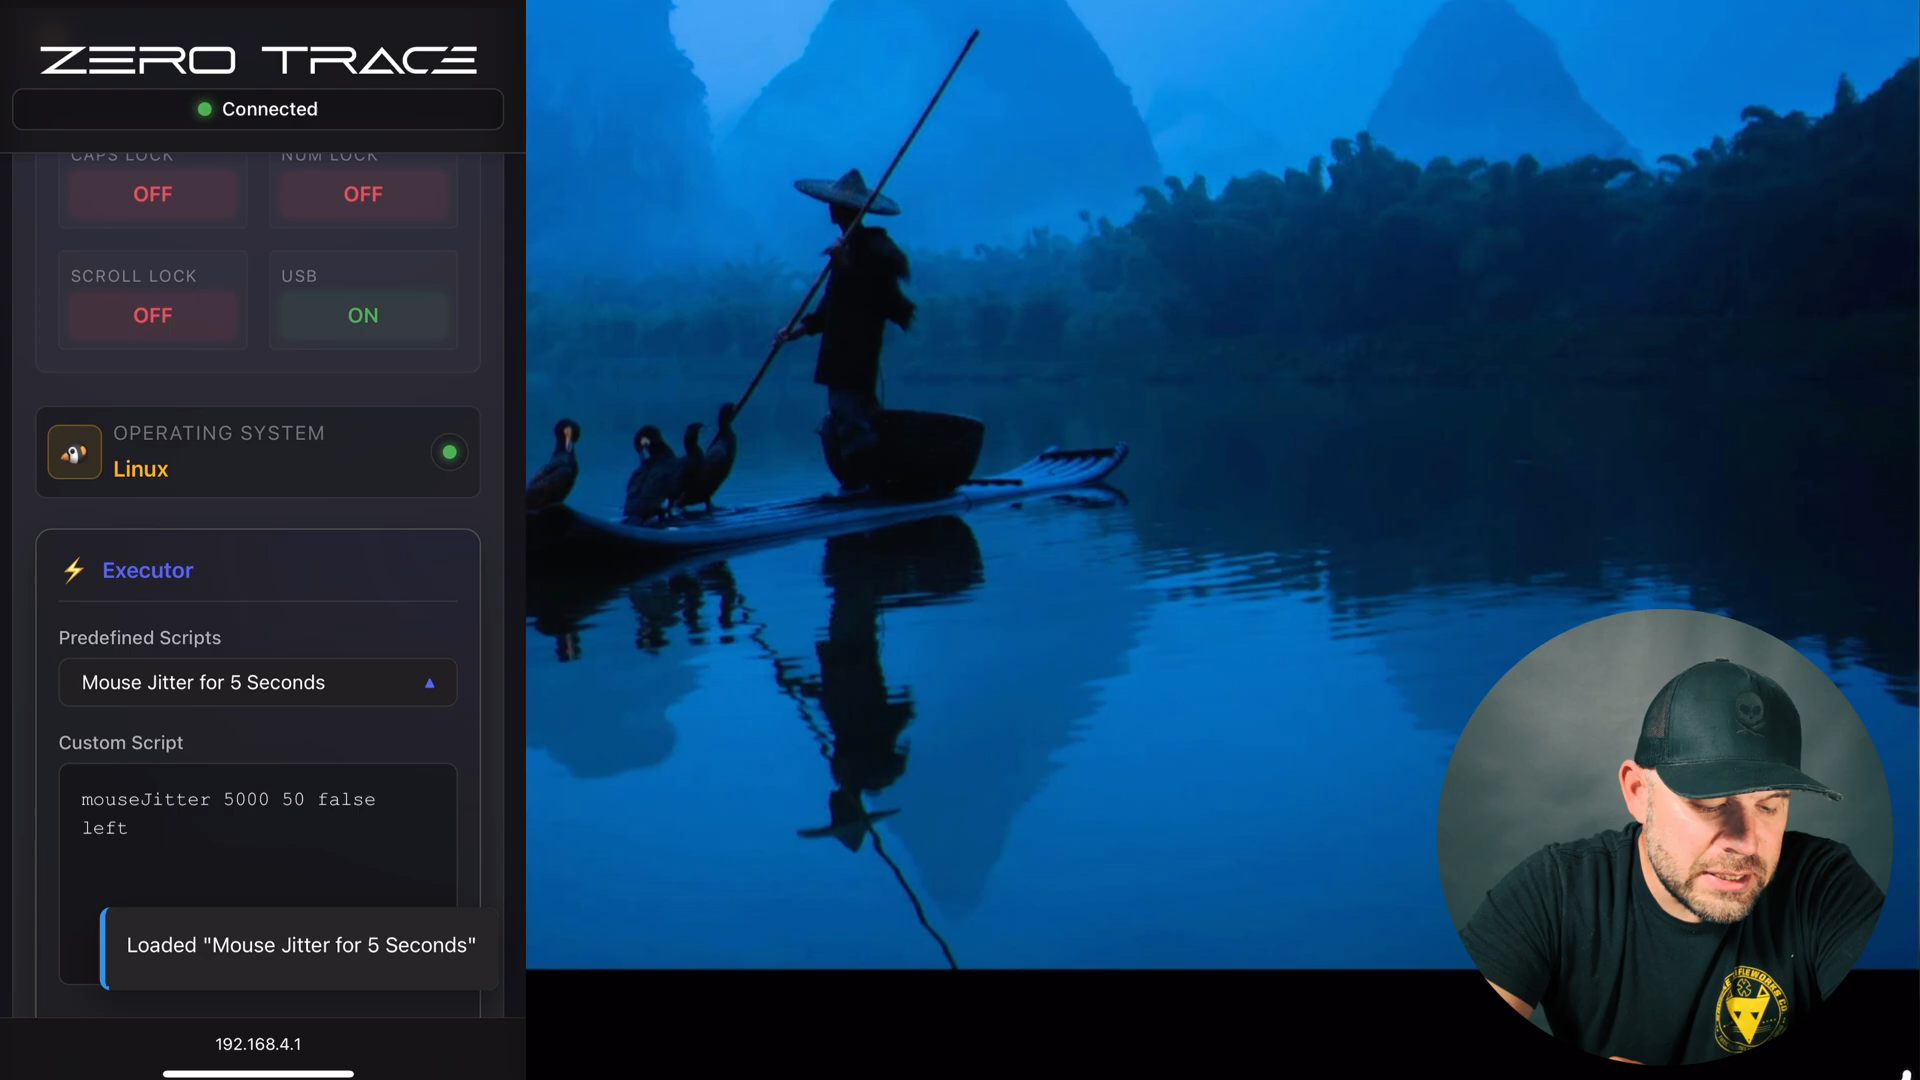 ZERO TRACE
Connected
CAPS LOCK
NUM LOCK
OFF
OFF
SCROLL LOCK
USB
OFF
ON
OPERATING SYSTEM
Linux
Executor
Predefined Scripts
Mouse Jitter for 5 Seconds
Custom Script
mouseJitter 5000 50 false
left
Loaded "Mouse Jitter for 5 Seconds"
192.168.4.1